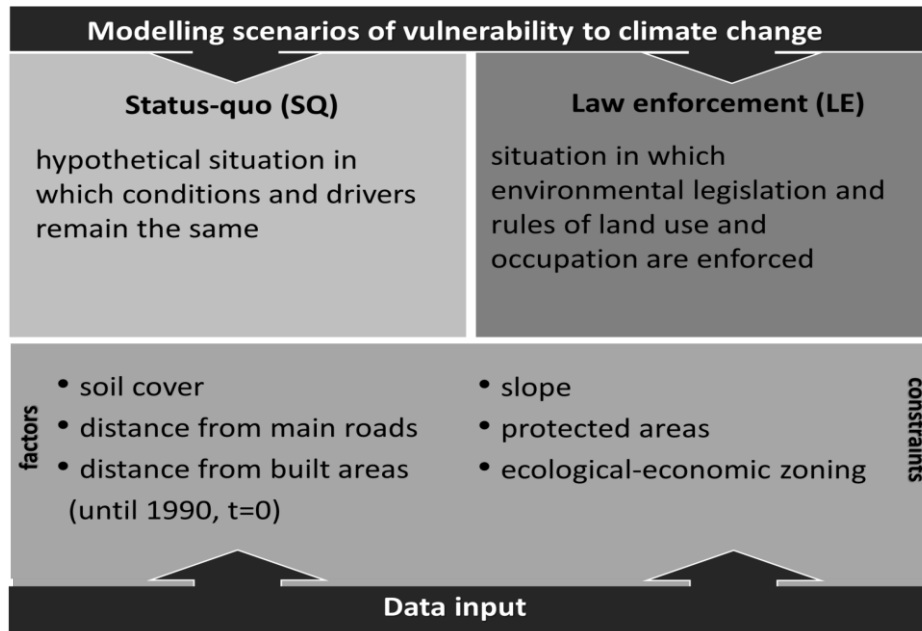 Modelling scenarios of vulnerability to climate change
Status-quo (SQ)
hypothetical situation in
which conditions and drivers
remain the same
Law enforcement (LE)
situation in which
environmental legislation and
rules of land use and
occupation are enforced
factors
• soil cover
• distance from main roads
• distance from built areas
(until 1990, t=0)
• slope
• protected areas
• ecological-economic zoning
constraints
Data input